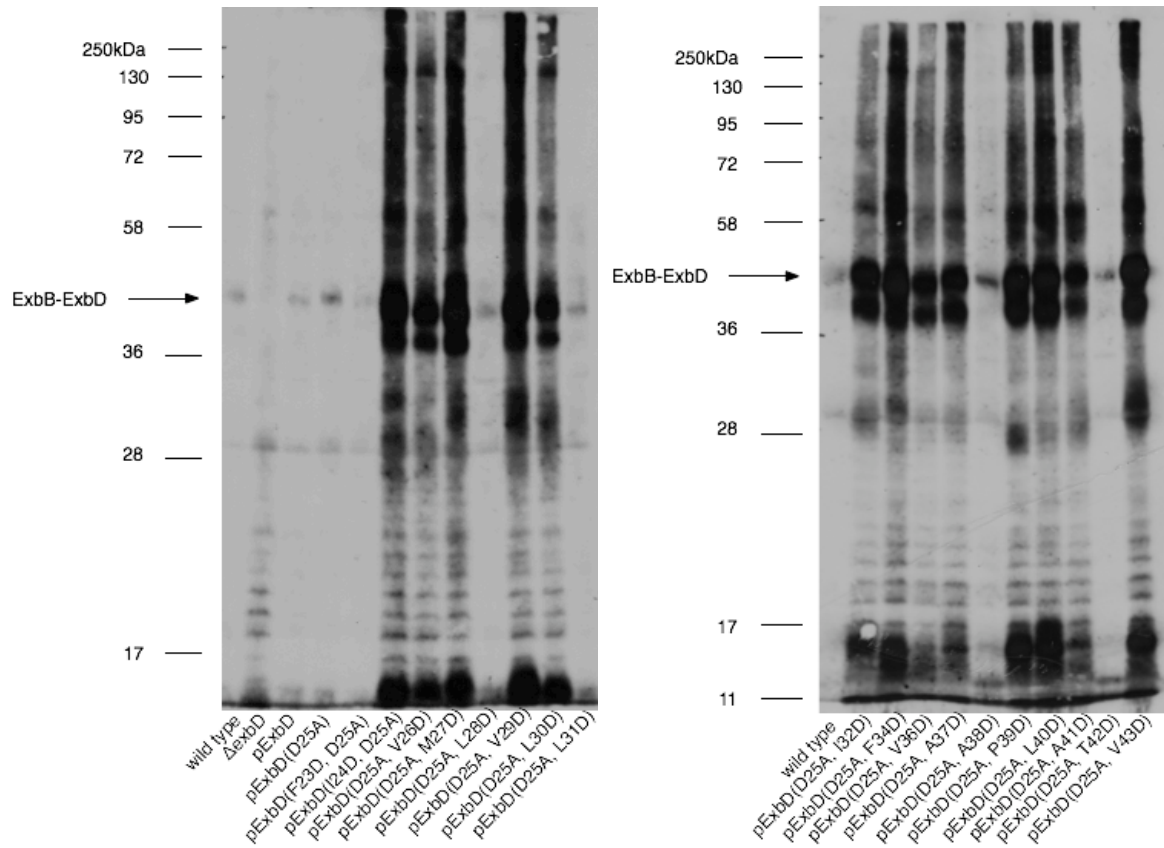 250kDa
130
95
72
58
ExbB-ExbD
36
28
17
wild type
ΔexbD
pExbD
pExbD(D25A)
pExbD(F23D, D25A)
pExbD(I24D, D25A)
pExbD(D25A, V26D)
pExbD(D25A, M27D)
pExbD(D25A, L28D)
pExbD(D25A, V29D)
pExbD(D25A, L30D)
pExbD(D25A, L31D)
250kDa
130
95
72
58
ExbB-ExbD
36
28
17
11
wild type
pExbD(D25A, I32D)
pExbD(D25A, F34D)
pExbD(D25A, V36D)
pExbD(D25A, A37D)
pExbD(D25A, A38D)
pExbD(D25A, P39D)
pExbD(D25A, L40D)
pExbD(D25A, A41D)
pExbD(D25A, T42D)
pExbD(D25A, V43D)